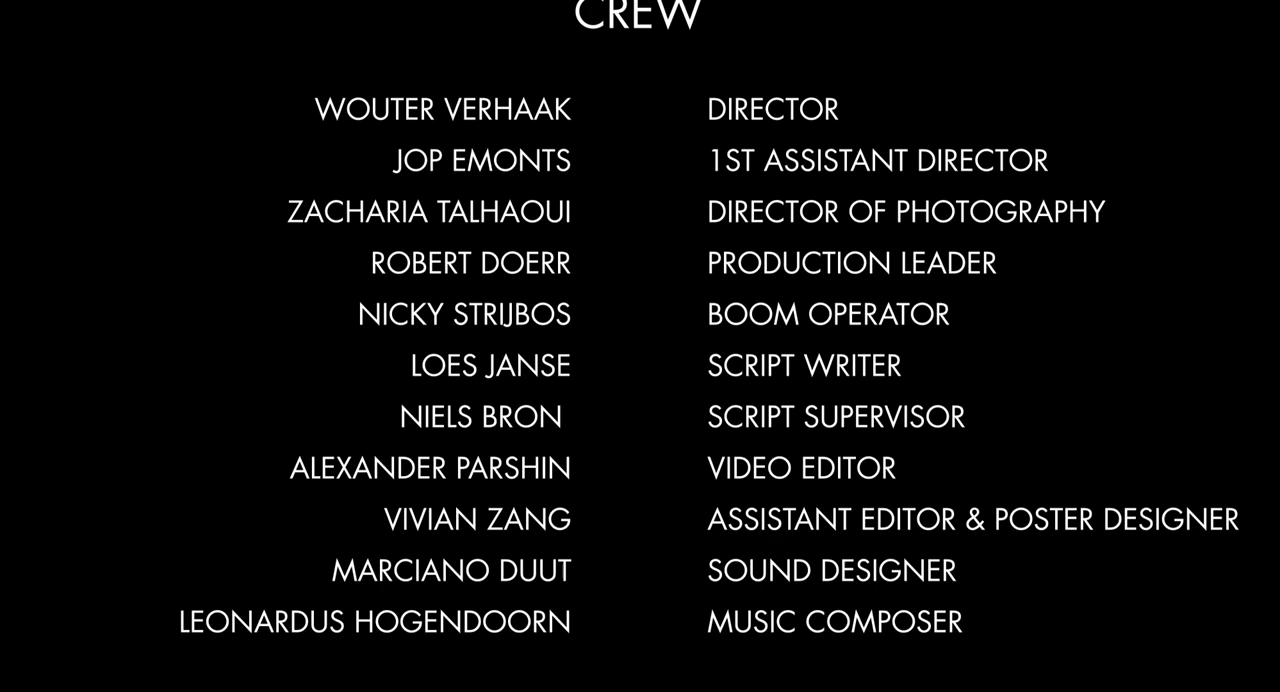 CREW
WOUTER VERHAAK DIRECTOR
JOP EMONTS 1ST ASSISTANT DIRECTOR
ZACHARIA TALHAOUI DIRECTOR OF PHOTOGRAPHY
ROBERT DOERR PRODUCTION LEADER
NICKY STRIJBOS BOOM OPERATOR
LOES JANSE SCRIPT WRITER
NIELS BRON SCRIPT SUPERVISOR
ALEXANDER PARSHIN VIDEO EDITOR
VIVIAN ZANG ASSISTANT EDITOR & POSTER DESIGNER
MARCIANO DUUT SOUND DESIGNER
LEONARDUS HOGENDOORN MUSIC COMPOSER